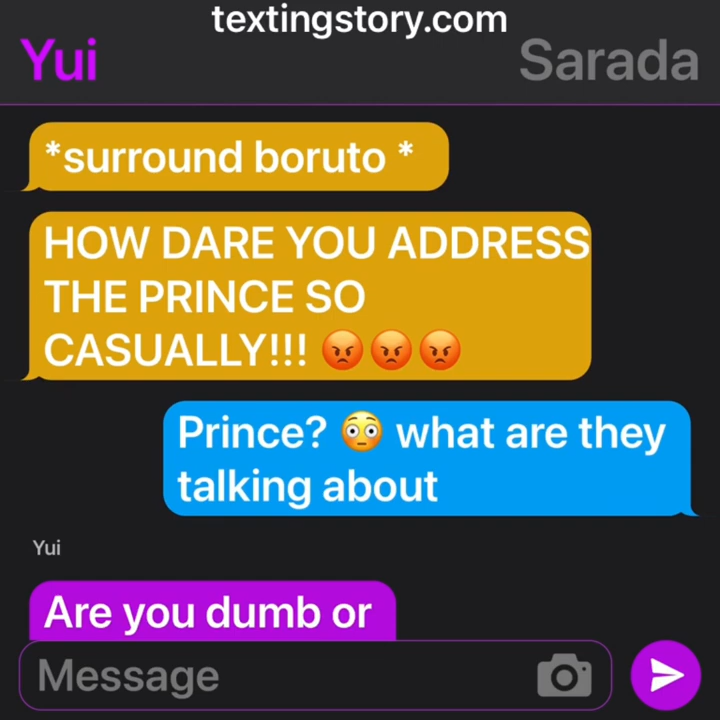 textingstory.com
Yui
Sarada
*surround boruto *
HOW DARE YOU ADDRESS
THE PRINCE SO
CASUALLY!!! 😡😡😡
Prince? 😳 what are they
talking about
Yui
Are you dumb or
Message